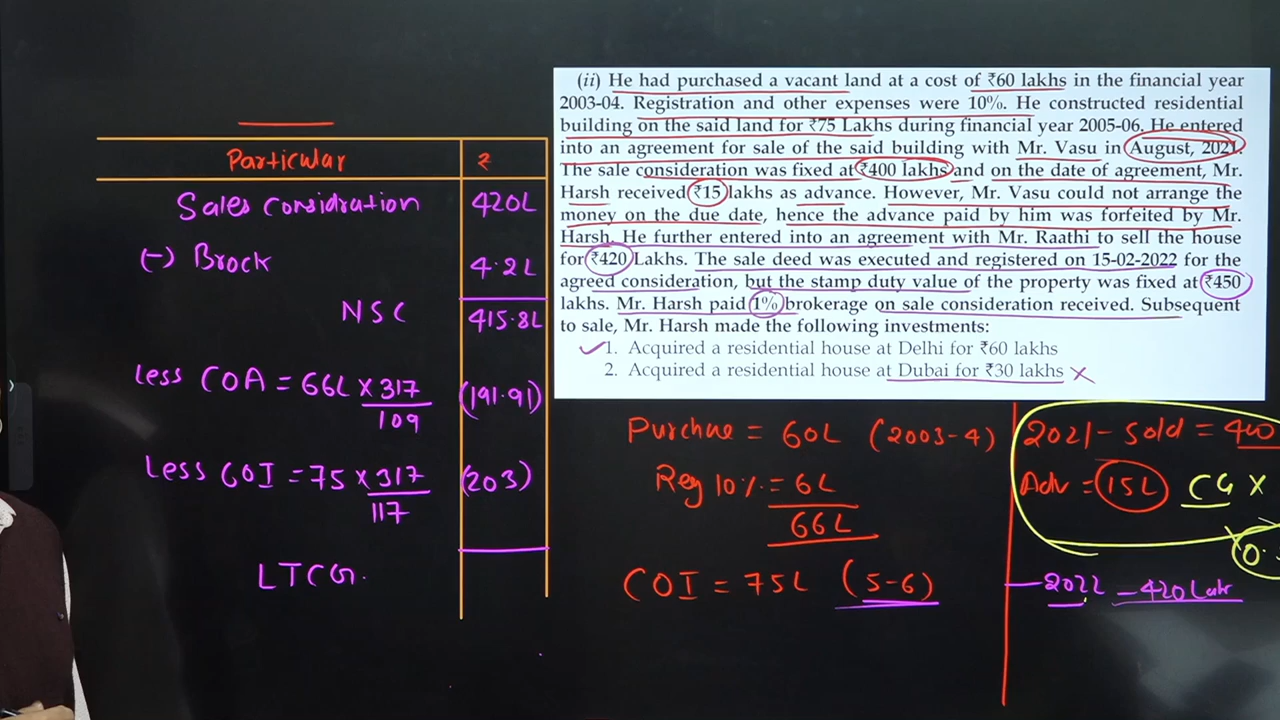 (ii) He had purchased a vacant land at a cost of ₹60 lakhs in the financial year
2003-04. Registration and other expenses were 10%. He constructed residential
building on the said land for ₹75 Lakhs during financial year 2005-06. He entered
into an agreement for sale of the said building with Mr. Vasu in August, 2021.
The sale consideration was fixed at ₹400 lakhs and on the date of agreement, Mr.
Harsh received ₹15 lakhs as advance. However, Mr. Vasu could not arrange the
money on the due date, hence the advance paid by him was forfeited by Mr.
Harsh. He further entered into an agreement with Mr. Raathi to sell the house
for ₹420 Lakhs. The sale deed was executed and registered on 15-02-2022 for the
agreed consideration, but the stamp duty value of the property was fixed at ₹450
lakhs. Mr. Harsh paid 1% brokerage on sale consideration received. Subsequent
to sale, Mr. Harsh made the following investments:
1. Acquired a residential house at Delhi for ₹60 lakhs
2. Acquired a residential house at Dubai for ₹30 lakhs ×
Particular ₹
Sales Considration 420L
(-) Brock 4.2L
NSC 415.8L
Less COA = 66L × 317 (191.91)
109
Less COI = 75 × 317 (203)
117
LTCG.
Purchue = 60L (2003-4)
Reg 10% = 6L
66L
COI = 75L (5-6)
2021 - Sold = 400
Adv = 15L CG ×
2022 - 420 Lakr